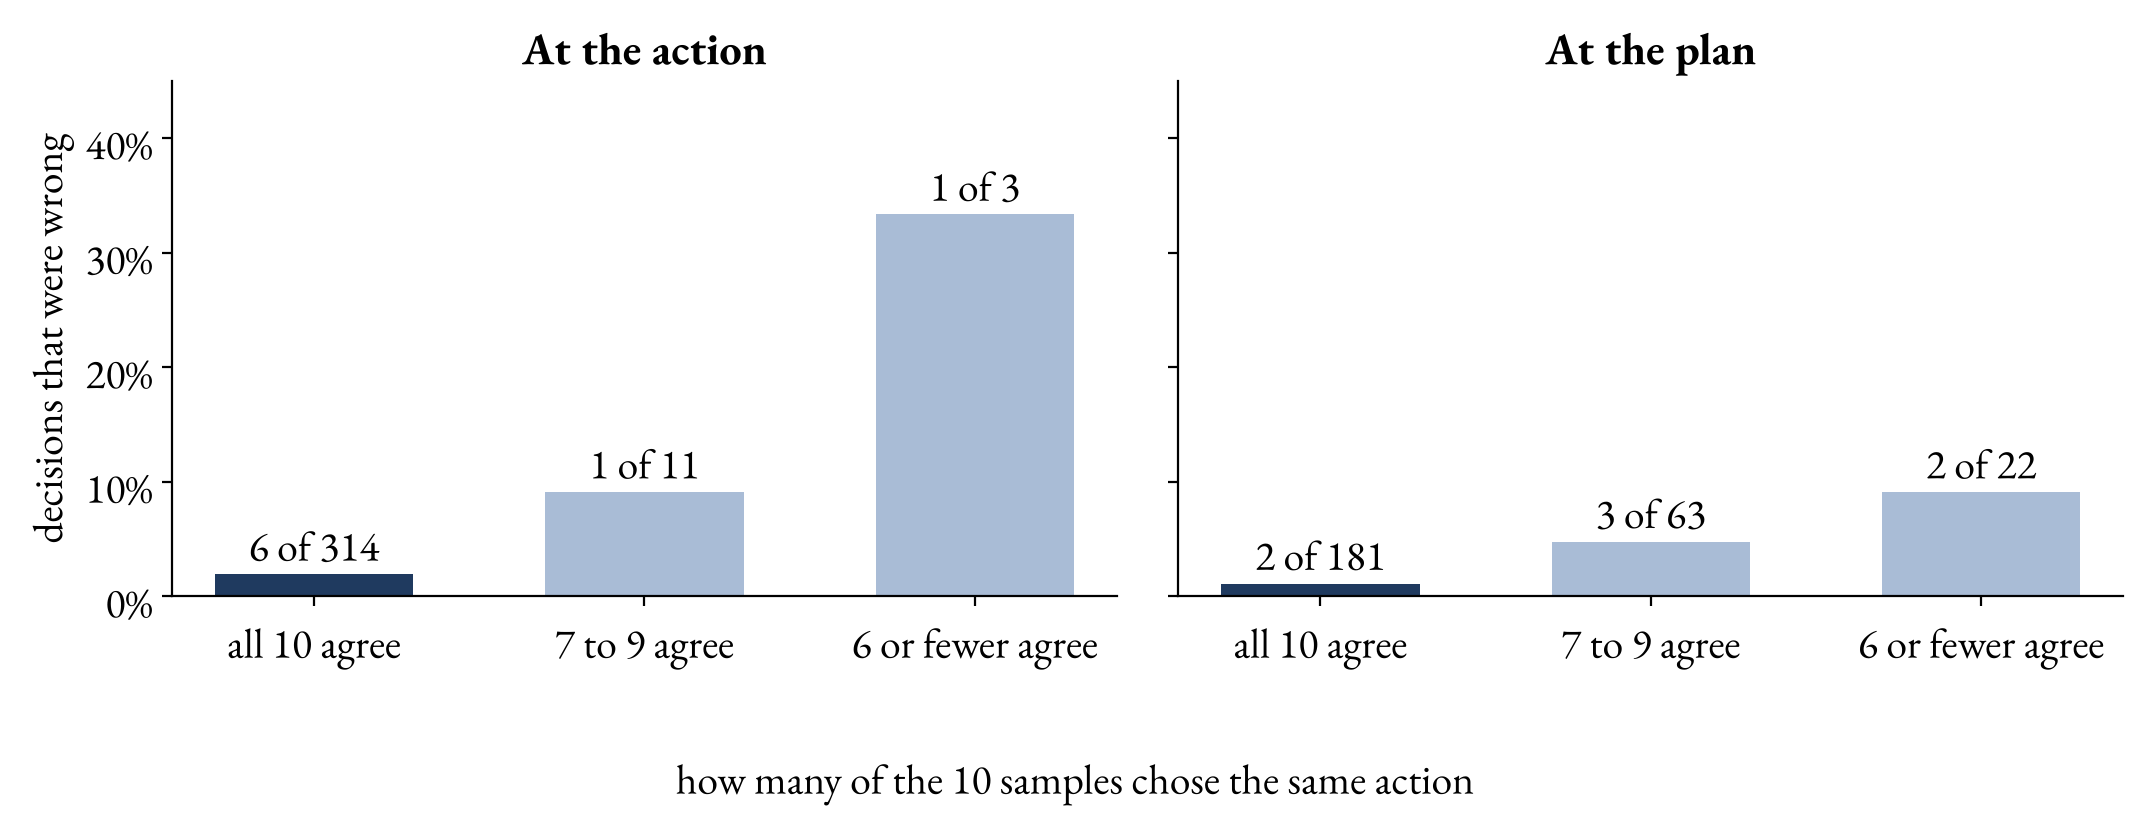 At the action
At the plan
decisions that were wrong
40%
30%
20%
10%
0%
6 of 314
1 of 11
1 of 3
2 of 181
3 of 63
2 of 22
all 10 agree
7 to 9 agree
6 or fewer agree
all 10 agree
7 to 9 agree
6 or fewer agree
how many of the 10 samples chose the same action